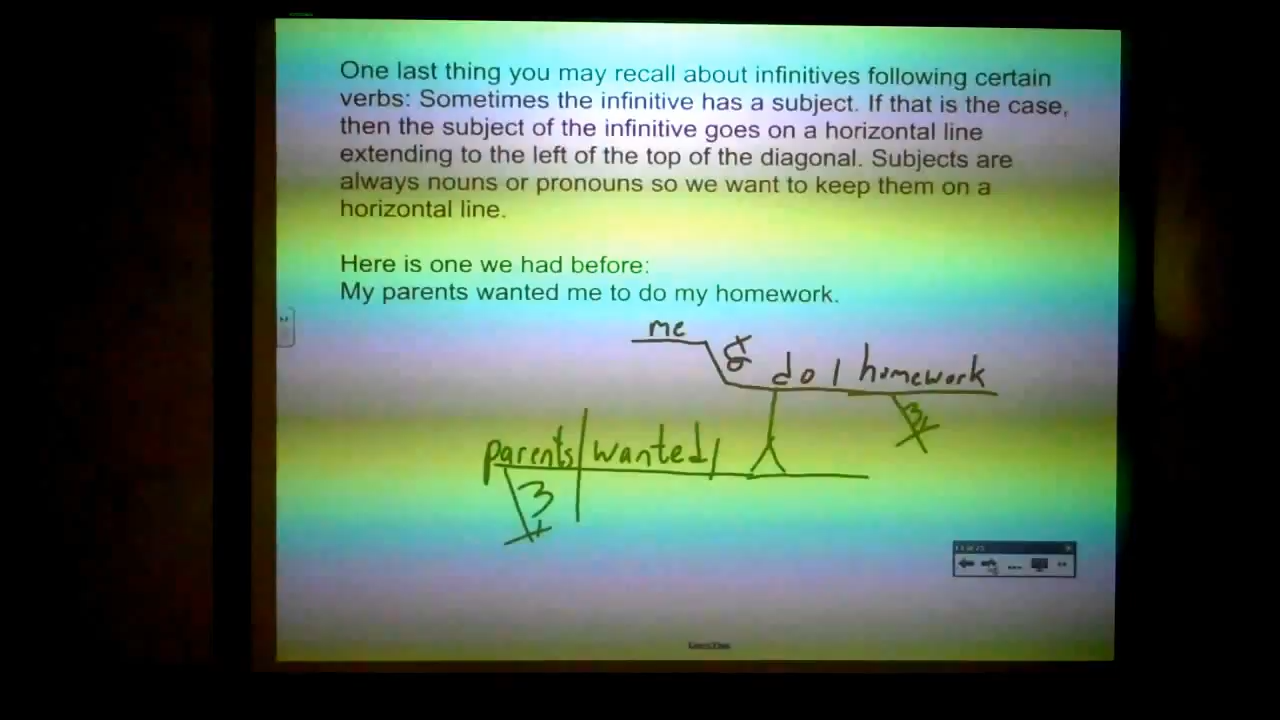 One last thing you may recall about infinitives following certain
verbs: Sometimes the infinitive has a subject. If that is the case,
then the subject of the infinitive goes on a horizontal line
extending to the left of the top of the diagonal. Subjects are
always nouns or pronouns so we want to keep them on a
horizontal line.
Here is one we had before:
My parents wanted me to do my homework.
me
to do homework
my
parents wanted
my